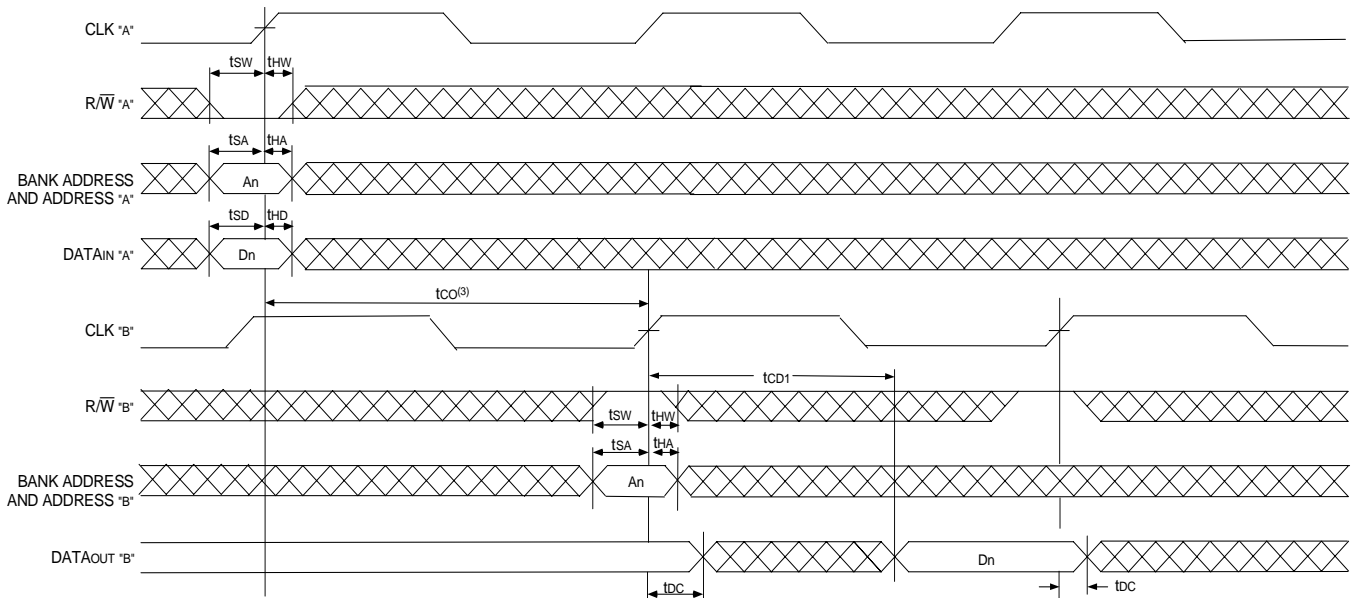 CLK "A"
tSW tHW
R/W̅ "A"
tSA tHA
BANK ADDRESS
AND ADDRESS "A"
An
tSD tHD
DATAIN "A"
Dn
tCO(3)
CLK "B"
tCD1
R/W̅ "B"
tSW tHW
tSA tHA
BANK ADDRESS
AND ADDRESS "B"
An
DATAOUT "B"
Dn
tDC tDC